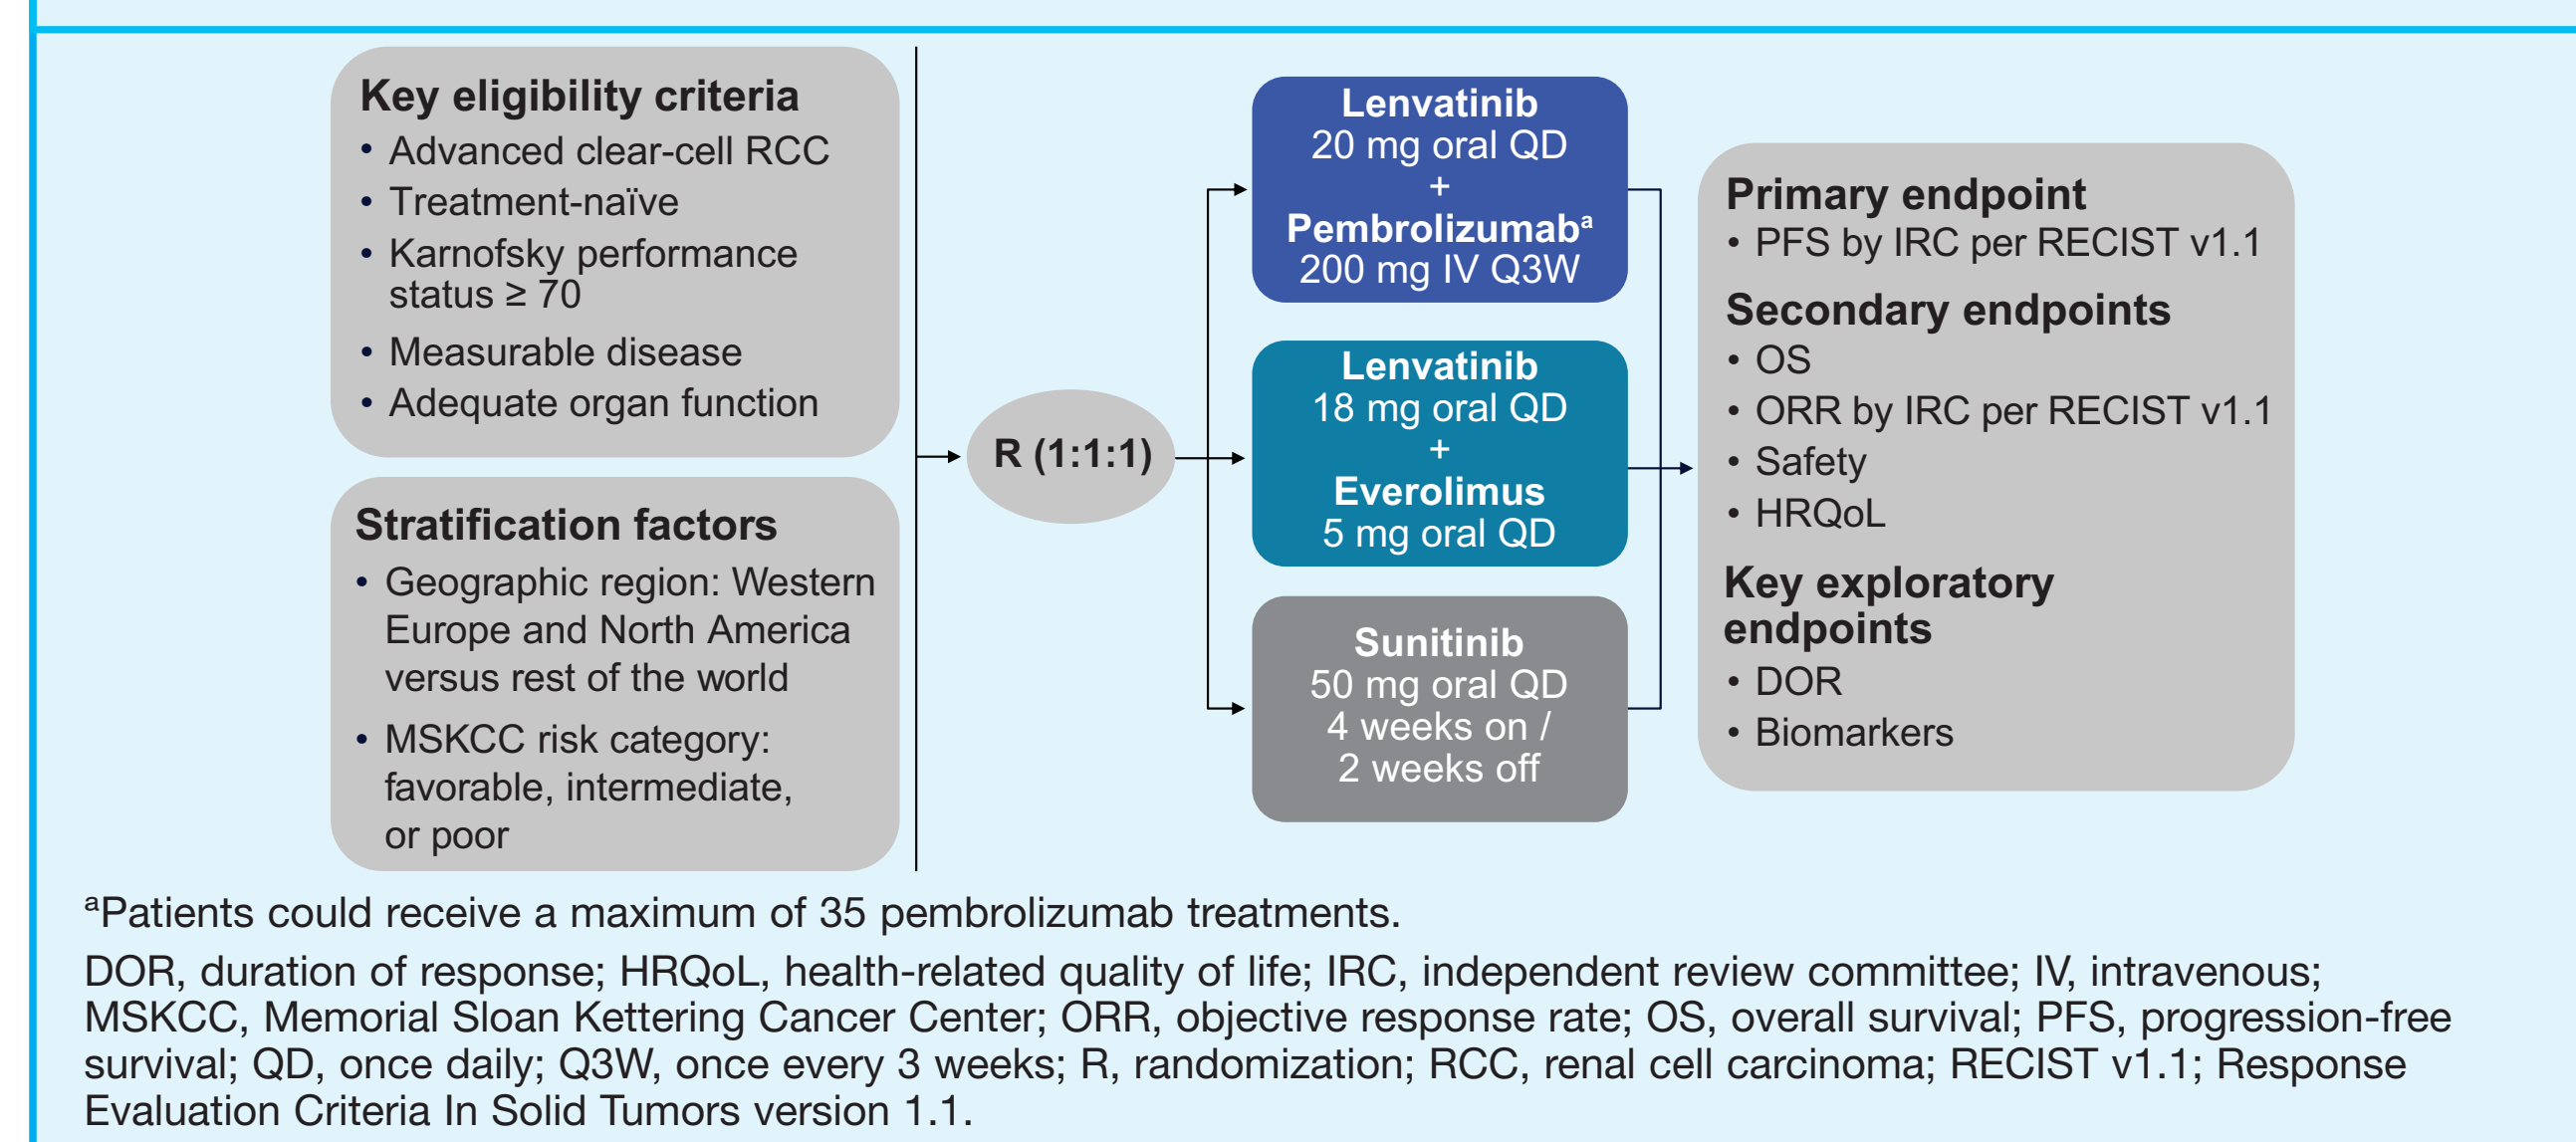 Key eligibility criteria
• Advanced clear-cell RCC
• Treatment-naïve
• Karnofsky performance
status ≥ 70
• Measurable disease
• Adequate organ function
Stratification factors
• Geographic region: Western
Europe and North America
versus rest of the world
• MSKCC risk category:
favorable, intermediate,
or poor
R (1:1:1)
Lenvatinib
20 mg oral QD
+
Pembrolizumabᵃ
200 mg IV Q3W
Lenvatinib
18 mg oral QD
+
Everolimus
5 mg oral QD
Sunitinib
50 mg oral QD
4 weeks on /
2 weeks off
Primary endpoint
• PFS by IRC per RECIST v1.1
Secondary endpoints
• OS
• ORR by IRC per RECIST v1.1
• Safety
• HRQoL
Key exploratory
endpoints
• DOR
• Biomarkers
ᵃPatients could receive a maximum of 35 pembrolizumab treatments.
DOR, duration of response; HRQoL, health-related quality of life; IRC, independent review committee; IV, intravenous;
MSKCC, Memorial Sloan Kettering Cancer Center; ORR, objective response rate; OS, overall survival; PFS, progression-free
survival; QD, once daily; Q3W, once every 3 weeks; R, randomization; RCC, renal cell carcinoma; RECIST v1.1; Response
Evaluation Criteria In Solid Tumors version 1.1.